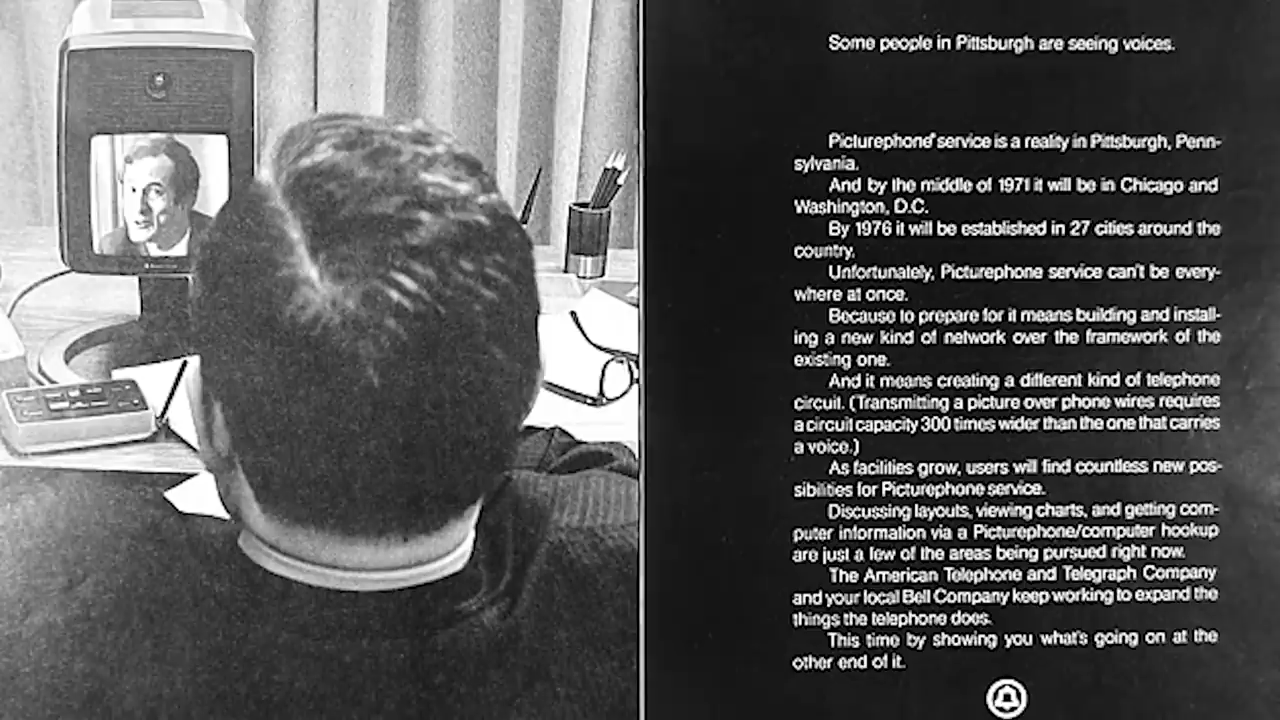 Some people in Pittsburgh are seeing voices.
Picturephone® service is a reality in Pittsburgh, Penn-
sylvania.
And by the middle of 1971 it will be in Chicago and
Washington, D.C.
By 1976 it will be established in 27 cities around the
country.
Unfortunately, Picturephone service can't be every-
where at once.
Because to prepare for it means building and install-
ing a new kind of network over the framework of the
existing one.
And it means creating a different kind of telephone
circuit. (Transmitting a picture over phone wires requires
a circuit capacity 300 times wider than the one that carries
a voice.)
As facilities grow, users will find countless new pos-
sibilities for Picturephone service.
Discussing layouts, viewing charts, and getting com-
puter information via a Picturephone/computer hookup
are just a few of the areas being pursued right now.
The American Telephone and Telegraph Company
and your local Bell Company keep working to expand the
things the telephone does.
This time by showing you what's going on at the
other end of it.